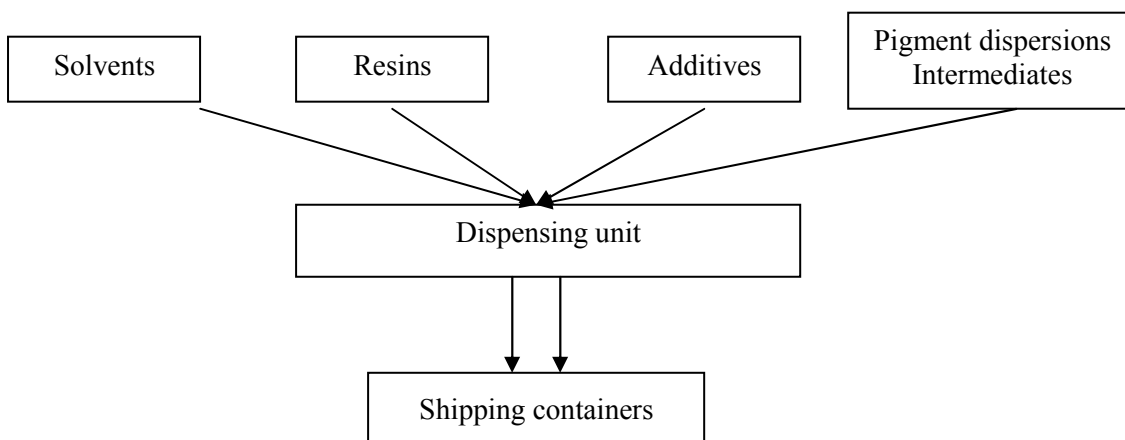 Solvents
Resins
Additives
Pigment dispersions
Intermediates
Dispensing unit
Shipping containers